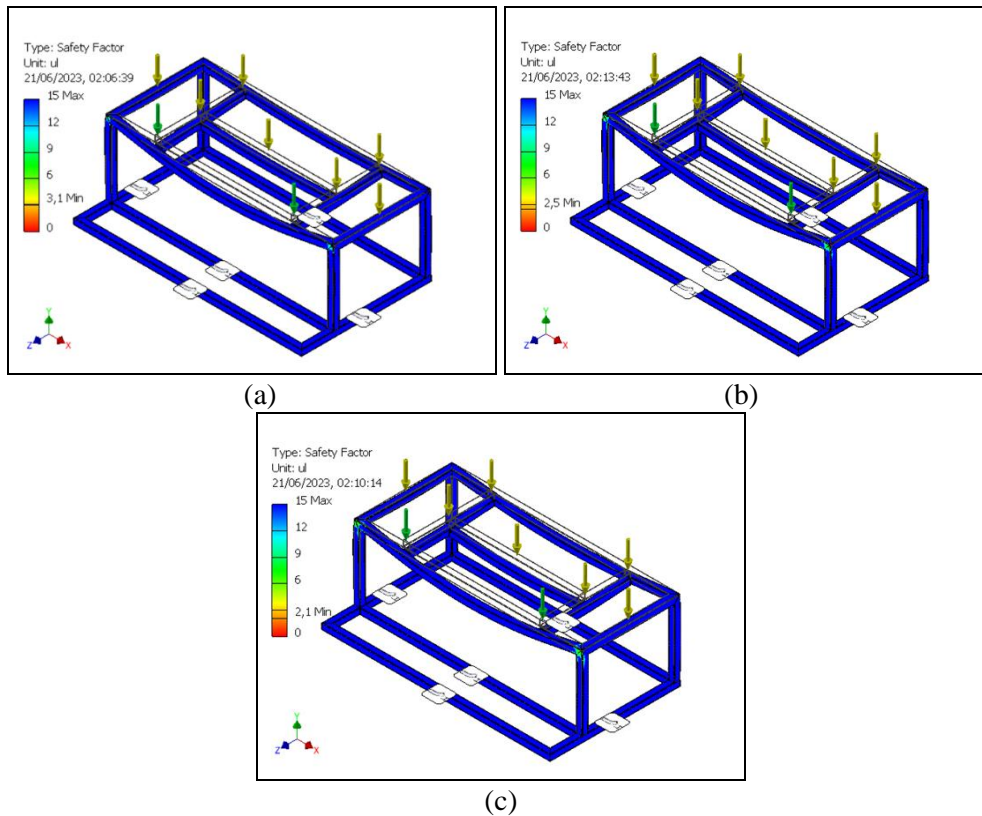 Type: Safety Factor
Unit: ul
21/06/2023, 02:06:39
15 Max
12
9
6
3,1 Min
0
Y
Z
X
(a)
Type: Safety Factor
Unit: ul
21/06/2023, 02:13:43
15 Max
12
9
6
2,5 Min
0
Y
Z
X
(b)
Type: Safety Factor
Unit: ul
21/06/2023, 02:10:14
15 Max
12
9
6
2,1 Min
0
Y
Z
X
(c)